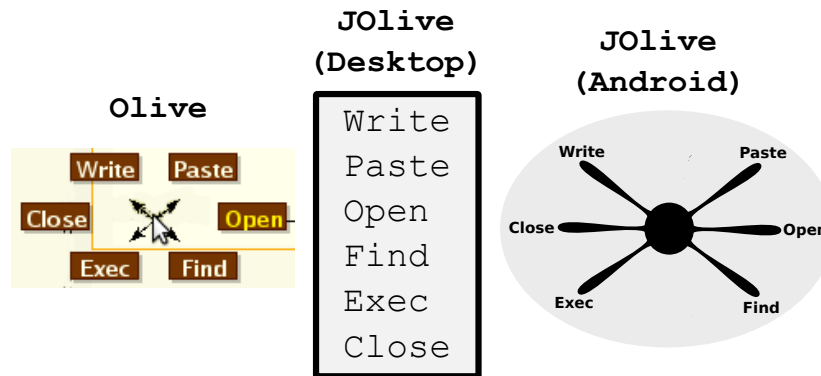 Olive
Write Paste
Close Open
Exec Find
JOlive
(Desktop)
Write
Paste
Open
Find
Exec
Close
JOlive
(Android)
Write Paste
Close Open
Exec Find